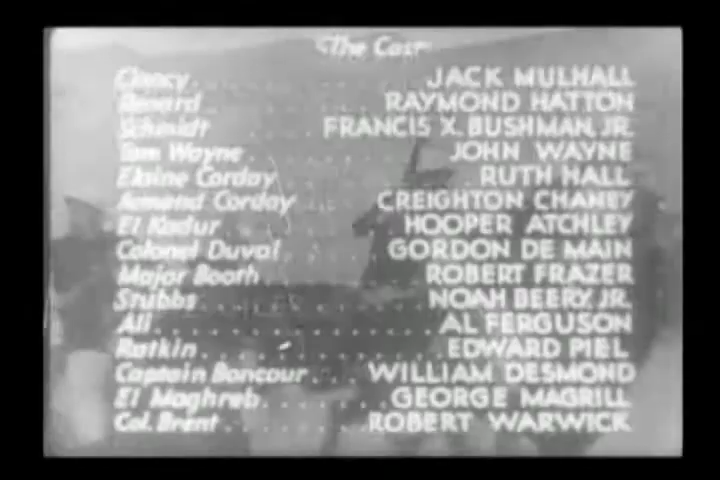 "The Cast"
Clancy . . . . . . . . . . JACK MULHALL
Renard . . . . . . . . RAYMOND HATTON
Schmidt . . . . . . FRANCIS X. BUSHMAN, JR.
Tom Wayne . . . . . . . . . JOHN WAYNE
Elaine Corday . . . . . . . . . RUTH HALL
Armand Corday . . . . CREIGHTON CHANEY
El Kadur . . . . . . . . HOOPER ATCHLEY
Colonel Duval . . . . . GORDON DE MAIN
Major Booth . . . . . . . ROBERT FRAZER
Stubbs . . . . . . . . . . NOAH BEERY, JR.
Ali . . . . . . . . . . . . . . AL FERGUSON
Ratkin . . . . . . . . . . . EDWARD PIEL
Captain Boncour . . . WILLIAM DESMOND
El Maghreb . . . . . . . GEORGE MAGRILL
Col. Brent . . . . . . . ROBERT WARWICK